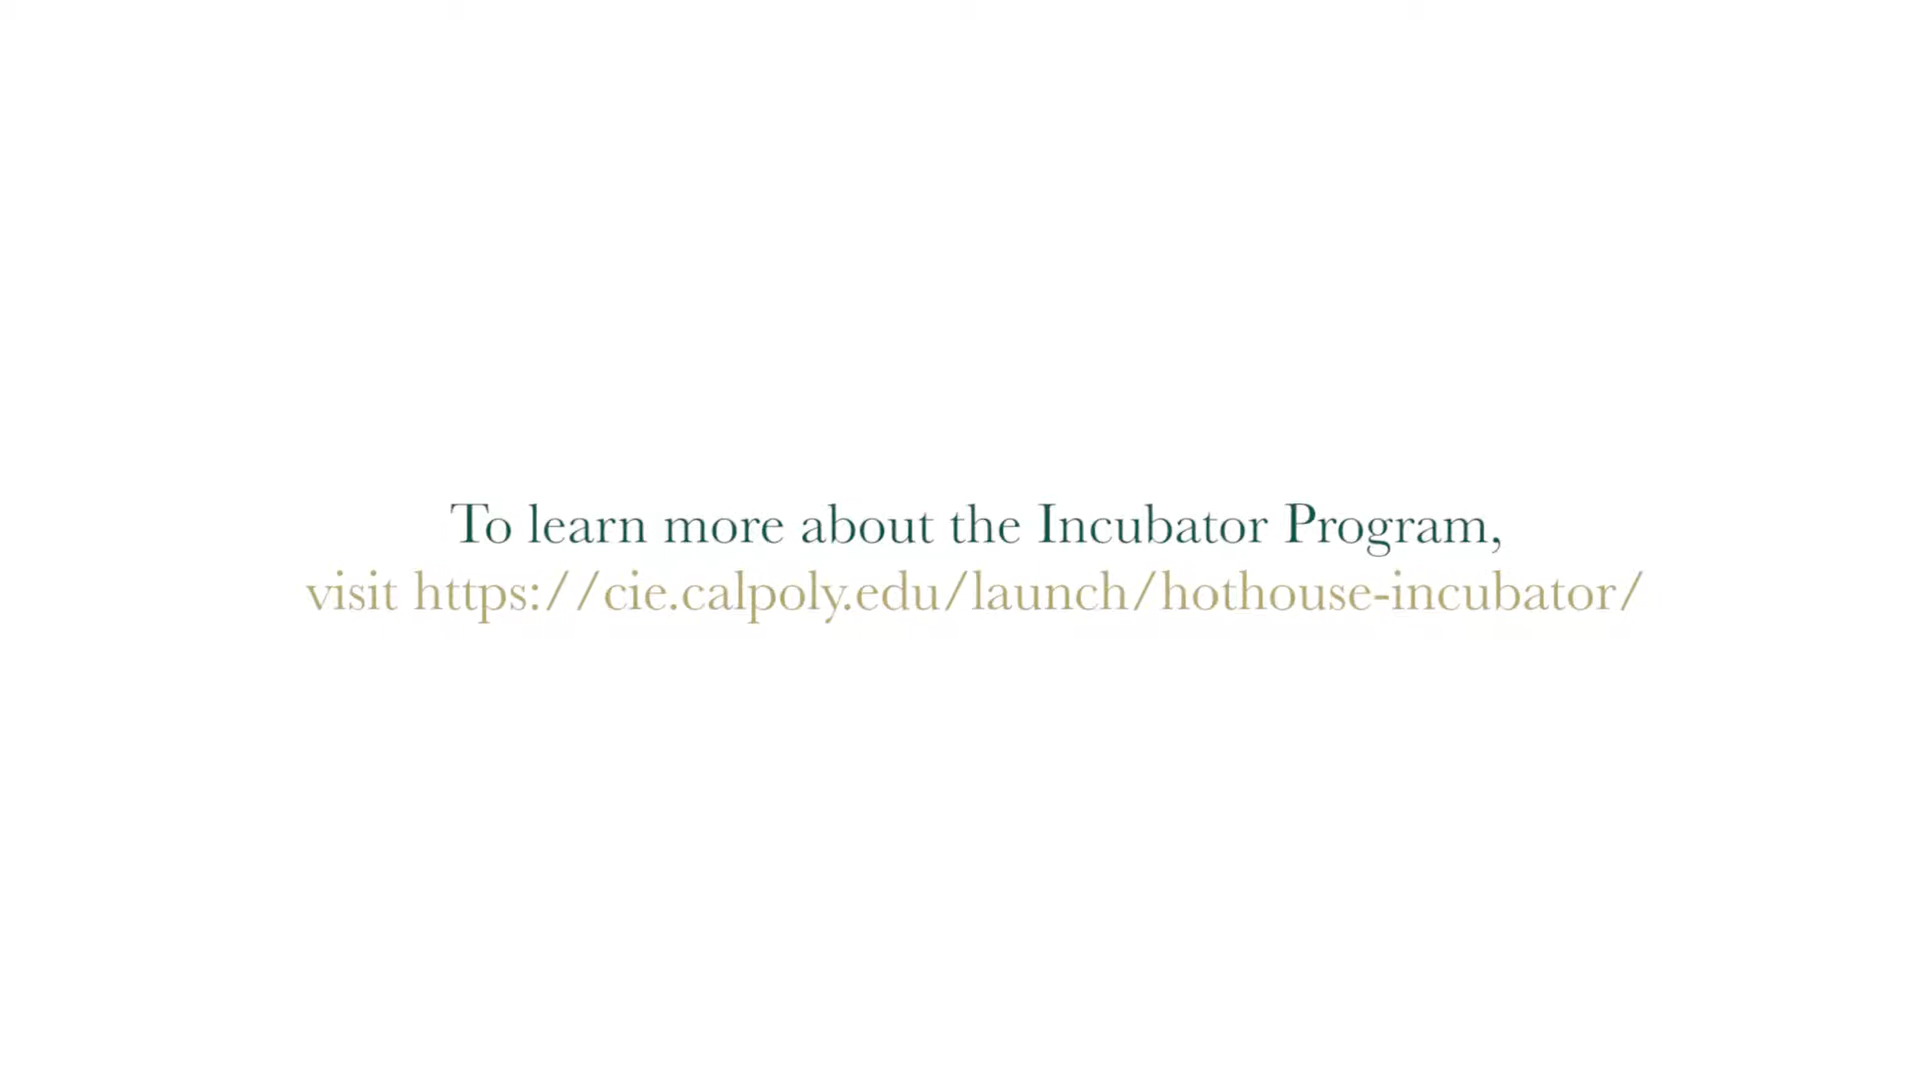 To learn more about the Incubator Program,
visit https://cie.calpoly.edu/launch/hothouse-incubator/